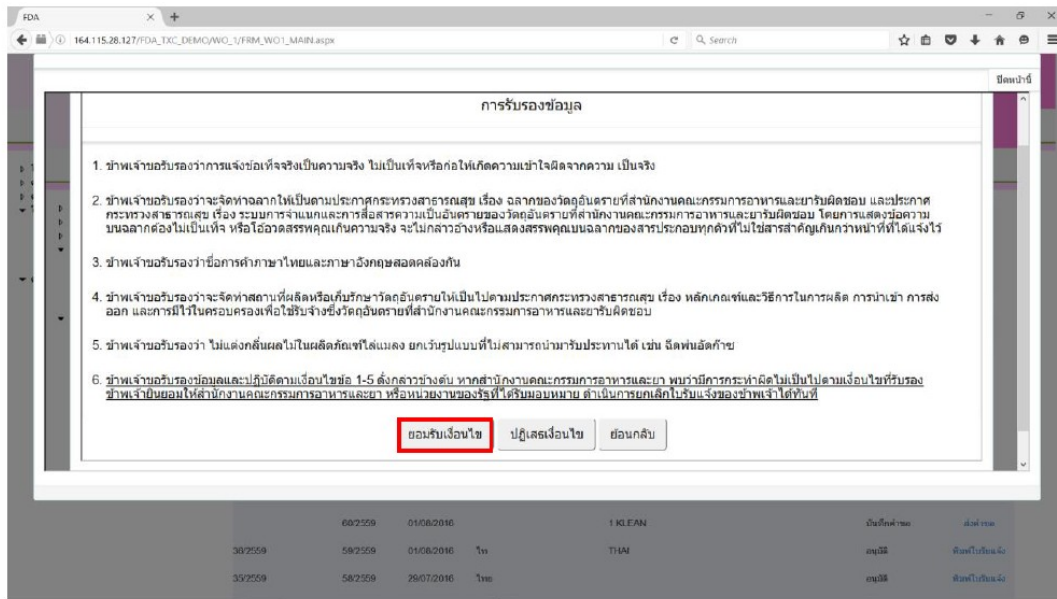 FDA
164.115.28.127/FDA_TXC_DEMO/WO_1/FRM_WO1_MAIN.aspx
Search
ปิดหน้านี้
การรับรองข้อมูล
1. ข้าพเจ้าขอรับรองว่าการแจ้งข้อเท็จจริงเป็นความจริง ไม่เป็นเท็จหรือก่อให้เกิดความเข้าใจผิดจากความ เป็นจริง
2. ข้าพเจ้าขอรับรองว่าจะจัดทำฉลากให้เป็นตามประกาศกระทรวงสาธารณสุข เรื่อง ฉลากของวัตถุอันตรายที่สำนักงานคณะกรรมการอาหารและยารับผิดชอบ และประกาศ
กระทรวงสาธารณสุข เรื่อง ระบบการจำแนกและการสื่อสารความเป็นอันตรายของวัตถุอันตรายที่สำนักงานคณะกรรมการอาหารและยารับผิดชอบ โดยการแสดงข้อความ
บนฉลากต้องไม่เป็นเท็จ หรือโอ้อวดสรรพคุณเกินความจริง จะไม่กล่าวอ้างหรือแสดงสรรพคุณบนฉลากของสารประกอบทุกตัวที่ไม่ใช่สารสำคัญเกินกว่าหน้าที่ที่ได้แจ้งไว้
3. ข้าพเจ้าขอรับรองว่าชื่อการค้าภาษาไทยและภาษาอังกฤษสอดคล้องกัน
4. ข้าพเจ้าขอรับรองว่าจะจัดทำสถานที่ผลิตหรือเก็บรักษาวัตถุอันตรายให้เป็นไปตามประกาศกระทรวงสาธารณสุข เรื่อง หลักเกณฑ์และวิธีการในการผลิต การนำเข้า การส่ง
ออก และการมีไว้ในครอบครองเพื่อใช้รับจ้างซึ่งวัตถุอันตรายที่สำนักงานคณะกรรมการอาหารและยารับผิดชอบ
5. ข้าพเจ้าขอรับรองว่า ไม่แต่งกลิ่นผลไม้ในผลิตภัณฑ์ไล่แมลง ยกเว้นรูปแบบที่ไม่สามารถนำมารับประทานได้ เช่น ฉีดพ่นอัดก๊าซ
6. ข้าพเจ้าขอรับรองข้อมูลและปฏิบัติตามเงื่อนไขข้อ 1-5 ดั่งกล่าวข้างต้น หากสำนักงานคณะกรรมการอาหารและยา พบว่ามีการกระทำผิดไม่เป็นไปตามเงื่อนไขที่รับรอง
ข้าพเจ้ายินยอมให้สำนักงานคณะกรรมการอาหารและยา หรือหน่วยงานของรัฐที่ได้รับมอบหมาย ดำเนินการยกเลิกใบรับแจ้งของข้าพเจ้าได้ทันที
ยอมรับเงื่อนไข ปฏิเสธเงื่อนไข ย้อนกลับ
60/2559 01/08/2016 1 KLEAN บันทึกคำขอ ส่งคำขอ
36/2559 59/2559 01/08/2016 ไทย THAI อนุมัติ พิมพ์ใบรับแจ้ง
35/2559 58/2559 29/07/2016 ไทย อนุมัติ พิมพ์ใบรับแจ้ง